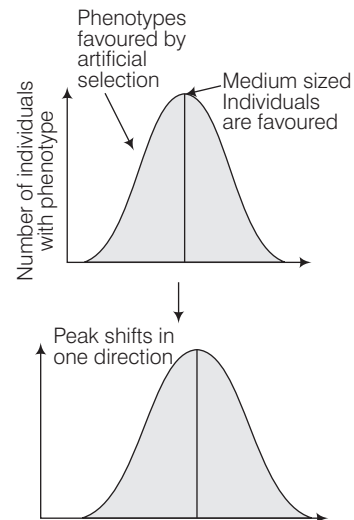 Phenotypes
favoured by
artificial
selection
Medium sized
Individuals
are favoured
Number of individuals
with phenotype
Peak shifts in
one direction